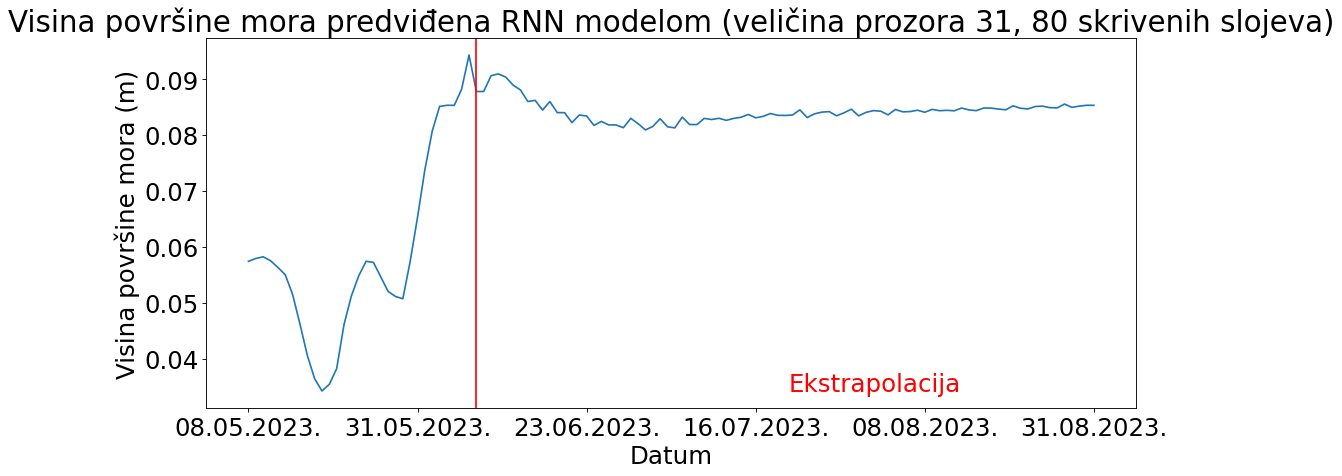 Visina površine mora predviđena RNN modelom (veličina prozora 31, 80 skrivenih slojeva)
Visina površine mora (m)
0.09
0.08
0.07
0.06
0.05
0.04
Ekstrapolacija
08.05.2023. 31.05.2023. 23.06.2023. 16.07.2023. 08.08.2023. 31.08.2023.
Datum